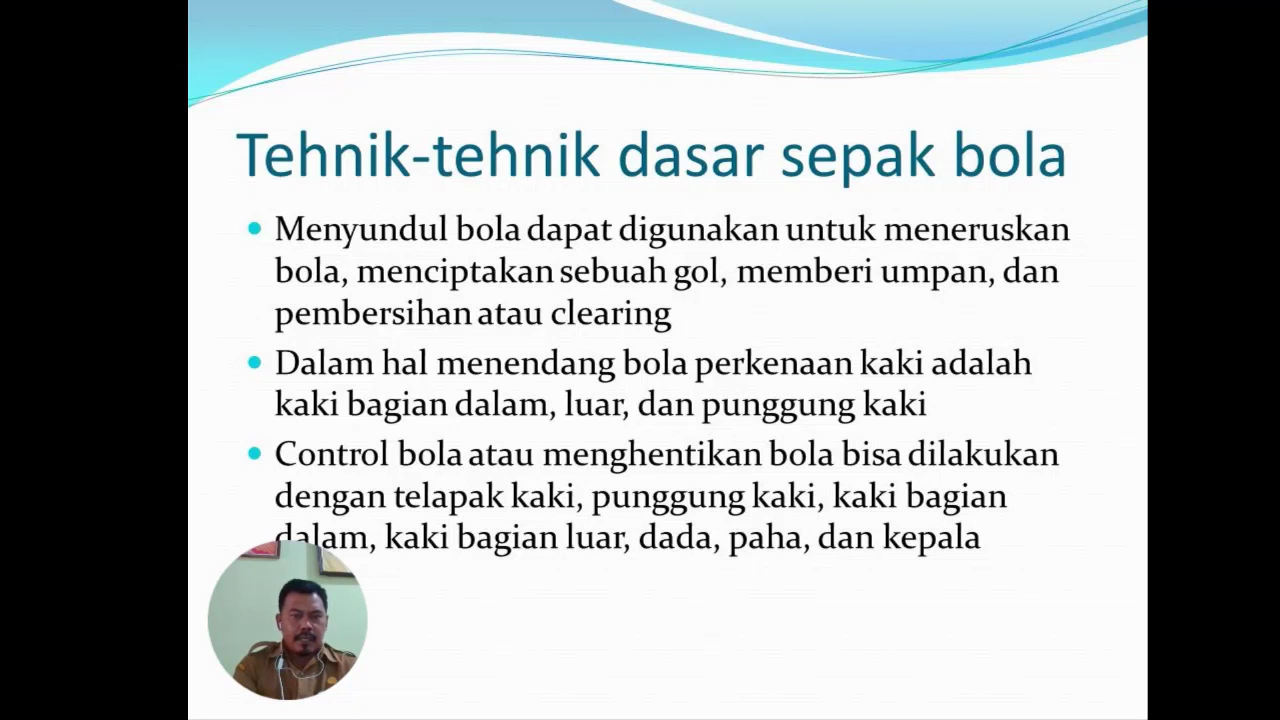 Tehnik-tehnik dasar sepak bola
Menyundul bola dapat digunakan untuk meneruskan
bola, menciptakan sebuah gol, memberi umpan, dan
pembersihan atau clearing
Dalam hal menendang bola perkenaan kaki adalah
kaki bagian dalam, luar, dan punggung kaki
Control bola atau menghentikan bola bisa dilakukan
dengan telapak kaki, punggung kaki, kaki bagian
dalam, kaki bagian luar, dada, paha, dan kepala